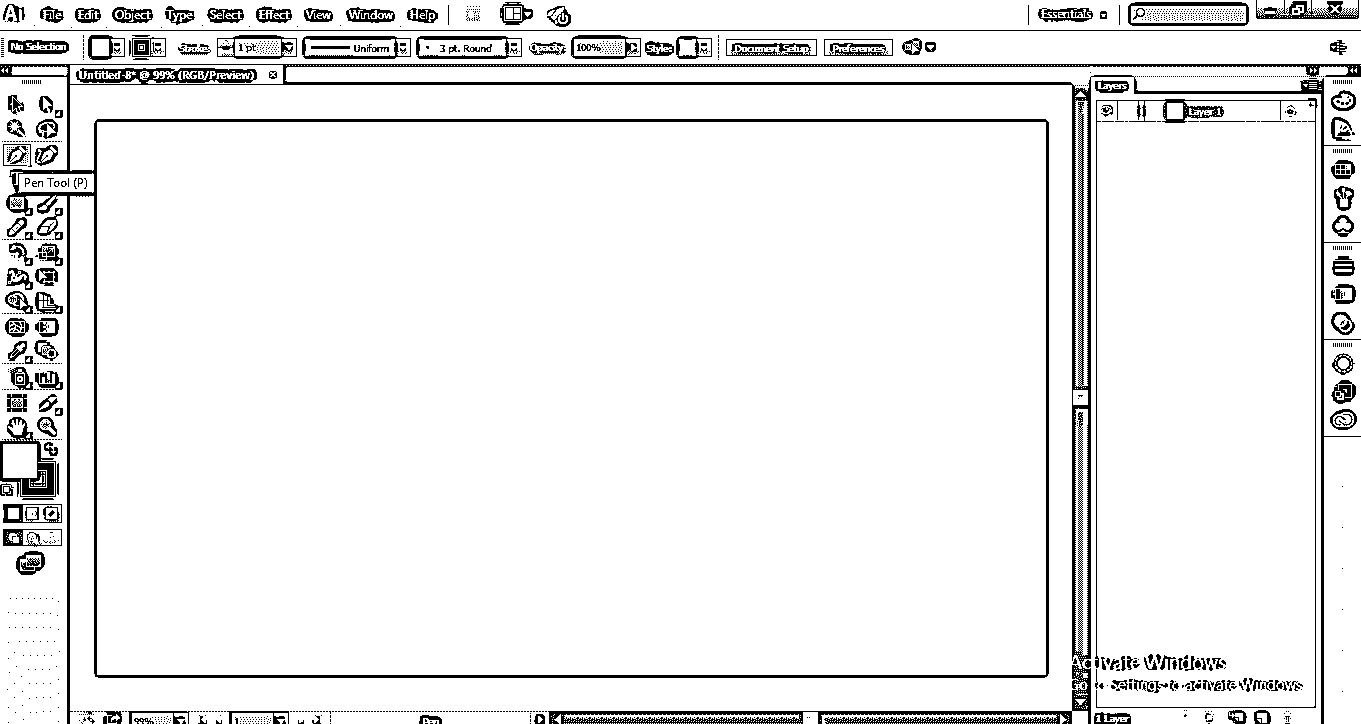 Ai File Edit Object Type Select Effect View Window Help Essentials
No Selection Stroke: 1 pt Uniform 3 pt. Round Opacity: 100% Style: Document Setup Preferences
Untitled-8* @ 99% (RGB/Preview)
Layers
Layer 1
Pen Tool (P)
Activate Windows
Go to Settings to activate Windows
99% 1 Pen
1 Layer